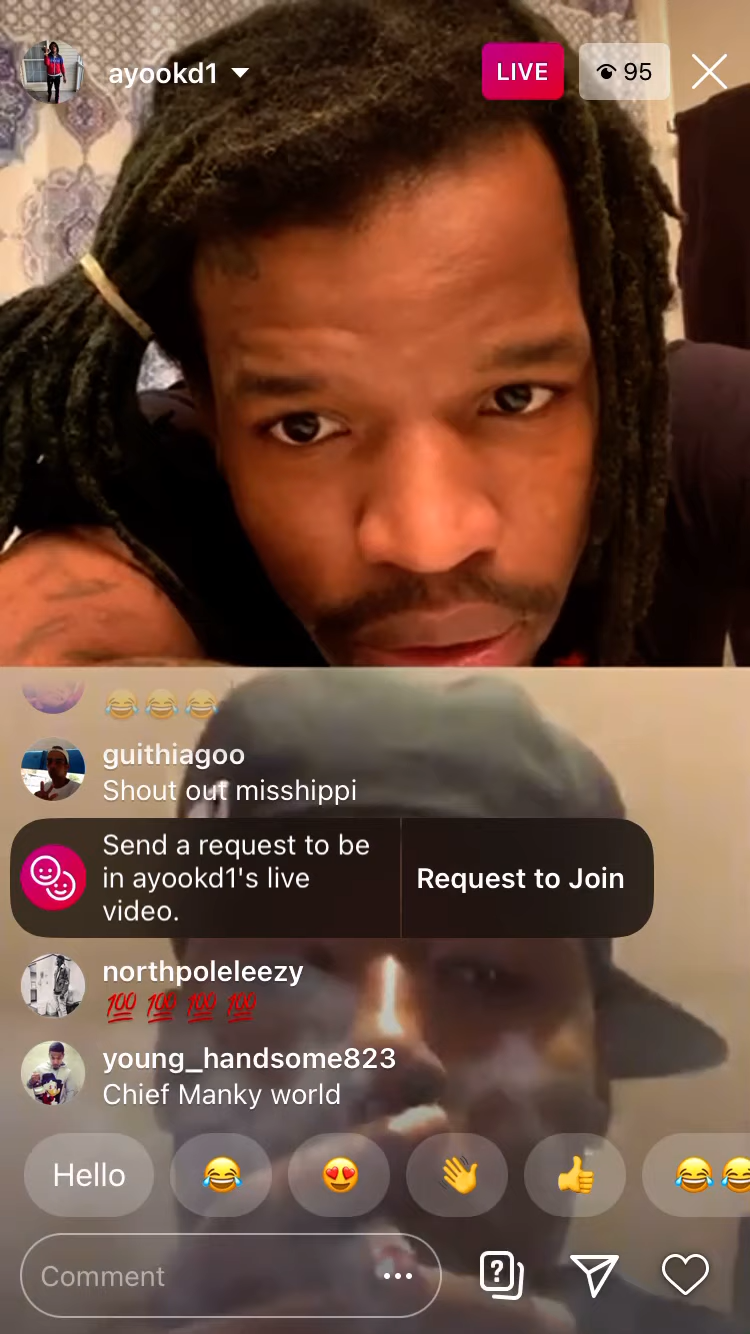 ayookd1
LIVE
95
😂😂😂
guithiagoo
Shout out misshippi
Send a request to be
in ayookd1's live
video.
Request to Join
northpoleleezy
💯 💯 💯 💯
young_handsome823
Chief Manky world
Hello
😂
😍
👋
👍
😂😂
Comment